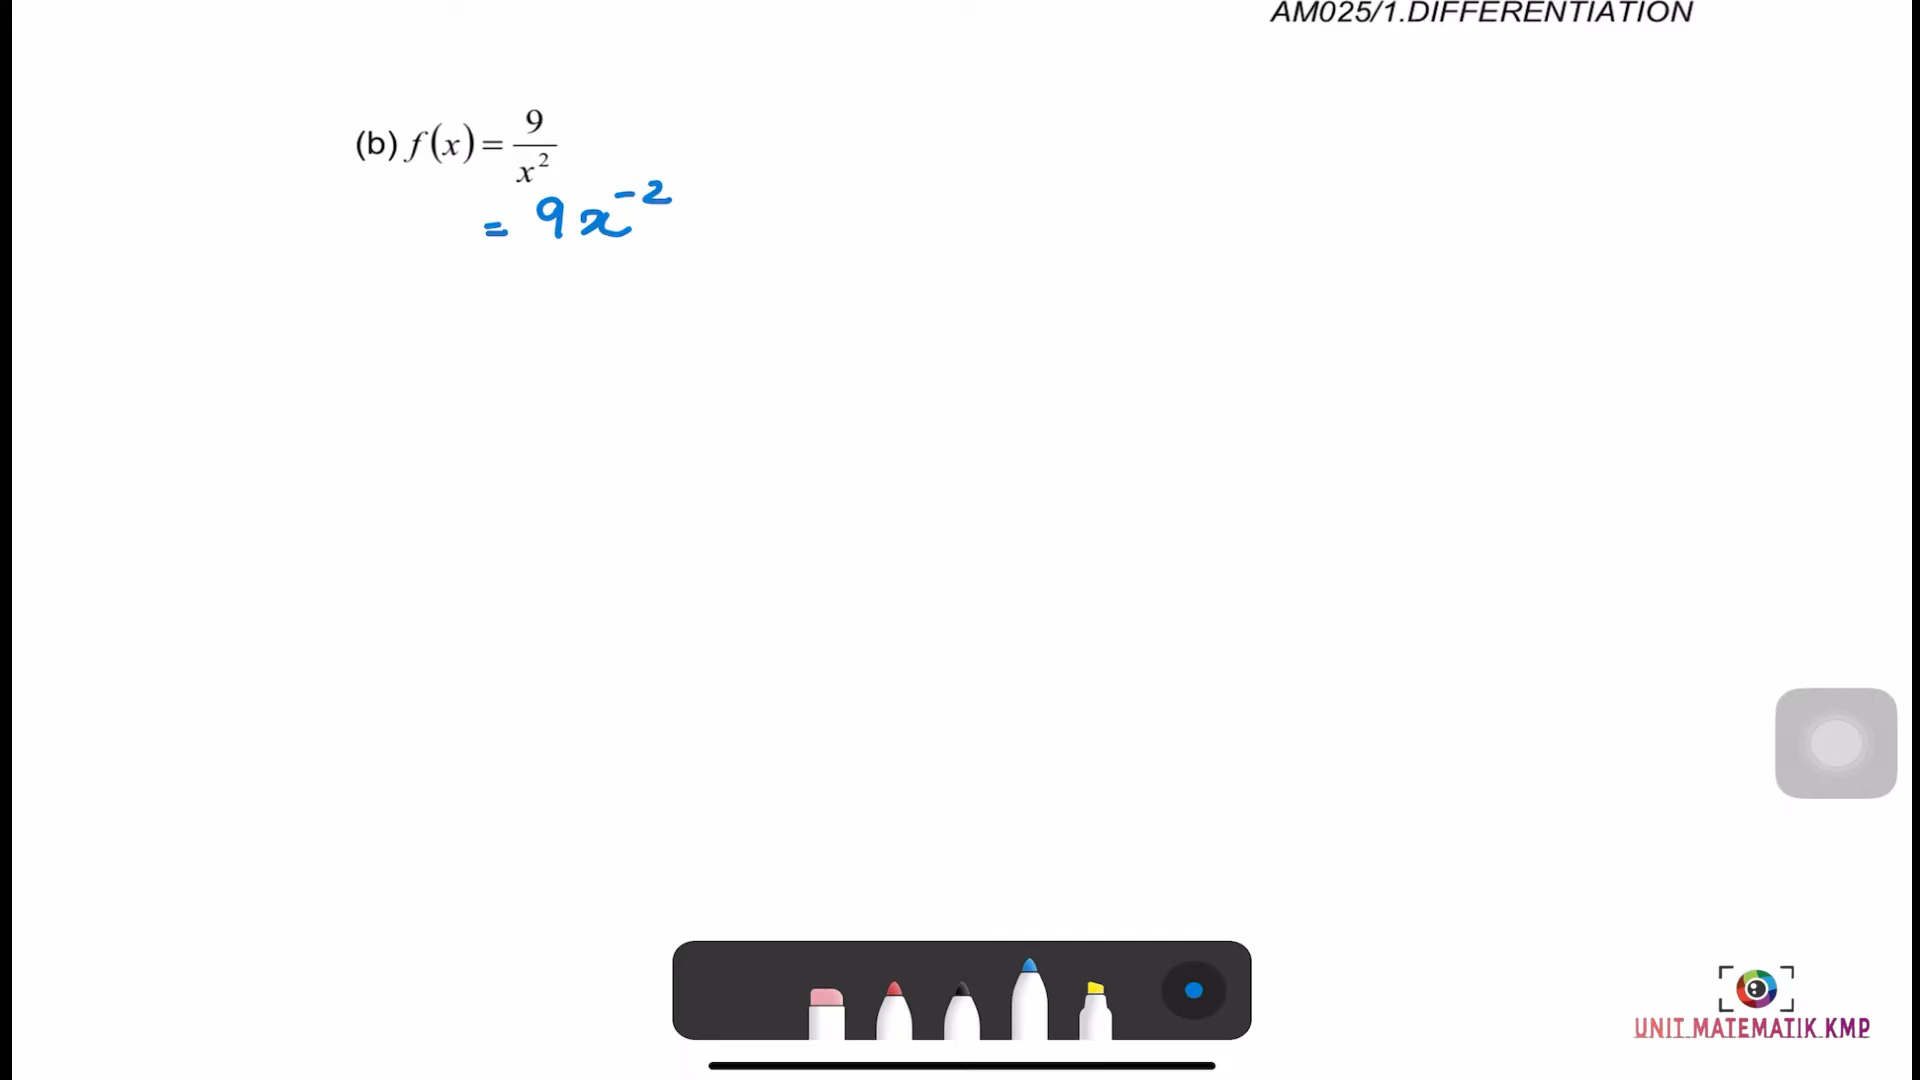 AM025/1.DIFFERENTIATION
(b) f(x) = 9/x²
= 9x⁻²
UNIT.MATEMATIK.KMP